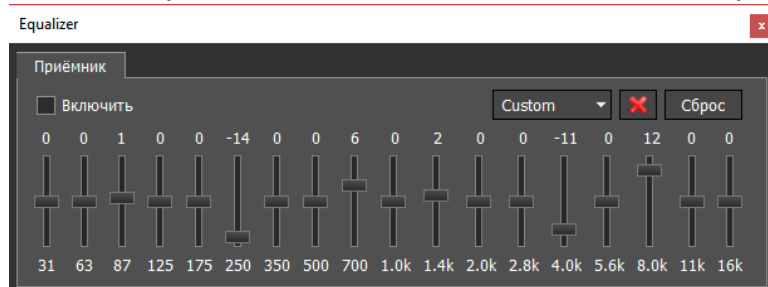 Equalizer x
Приёмник
Включить Custom Сброс
0 0 1 0 0 -14 0 0 6 0 2 0 0 -11 0 12 0 0
31 63 87 125 175 250 350 500 700 1.0k 1.4k 2.0k 2.8k 4.0k 5.6k 8.0k 11k 16k